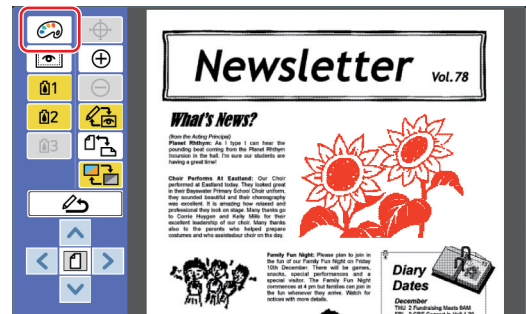 1
2
3
Newsletter
Vol. 78
What's News?
(from the Acting Principal)
Planet Rhthym: As I type I can hear the
pounding beat coming from the Planet Rhthym
Incursion in the hall. I'm sure our students are
having a great time!
Choir Performs At Eastland: Our Choir
performed at Eastland today. They looked great
in their Bayswater Primary School Choir uniform,
they sounded beautiful and their choreography
was excellent. It is amazing how relaxed and
professional they look on stage. Many thanks go
to Corrie Huygen and Kelly Mills for their
excellent leadership of our choir. Many thanks
also to the parents who helped prepare
costumes and who assistedour choir on the day.
Family Fun Night: Please plan to join in
the fun of our Family Fun Night on Friday
10th December. There will be games,
snacks, special performances and a
special visitor. The Family Fun Night
commences at 4 pm but families can join in
the fun whenever they arrive. Watch for
notices with more details.
Diary
Dates
December
THU 2 Fundraising Meets 9AM